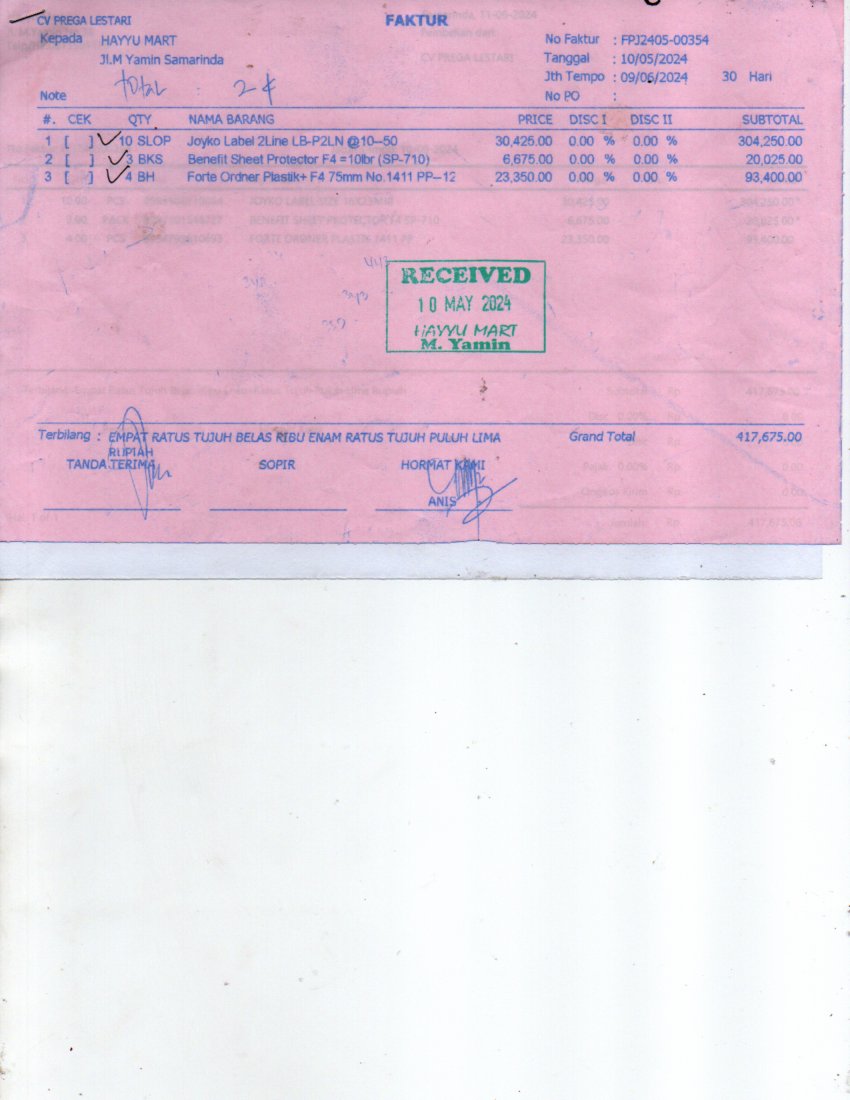 CV PREGA LESTARI
FAKTUR
Kepada HAYYU MART
Jl.M Yamin Samarinda
No Faktur : FPJ2405-00354
Tanggal : 10/05/2024
Jth Tempo : 09/06/2024 30 Hari
No PO :
total : 24
Note
#. CEK QTY NAMA BARANG PRICE DISC I DISC II SUBTOTAL
1 [ ] 10 SLOP Joyko Label 2Line LB-P2LN @10--50 30,425.00 0.00 % 0.00 % 304,250.00
2 [ ] 3 BKS Benefit Sheet Protector F4 =10lbr (SP-710) 6,675.00 0.00 % 0.00 % 20,025.00
3 [ ] 4 BH Forte Ordner Plastik+ F4 75mm No.1411 PP--12 23,350.00 0.00 % 0.00 % 93,400.00
RECEIVED
10 MAY 2024
HAYYU MART
M. Yamin
Terbilang : EMPAT RATUS TUJUH BELAS RIBU ENAM RATUS TUJUH PULUH LIMA RUPIAH
Grand Total 417,675.00
TANDA TERIMA SOPIR HORMAT KAMI
ANIS